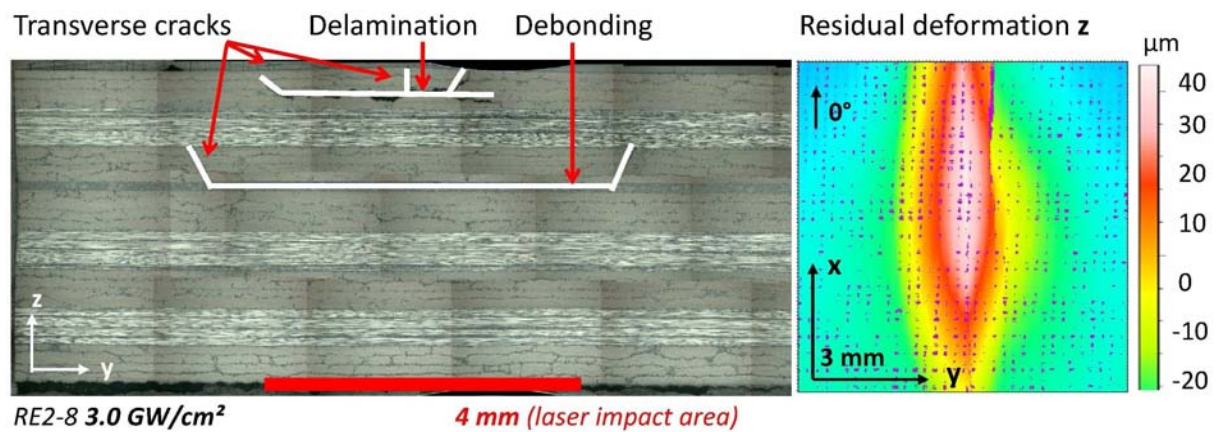 Transverse cracks Delamination Debonding
Residual deformation z
µm
40
30
20
10
0
-10
-20
0°
x
3 mm
y
z
y
RE2-8 3.0 GW/cm²
4 mm (laser impact area)